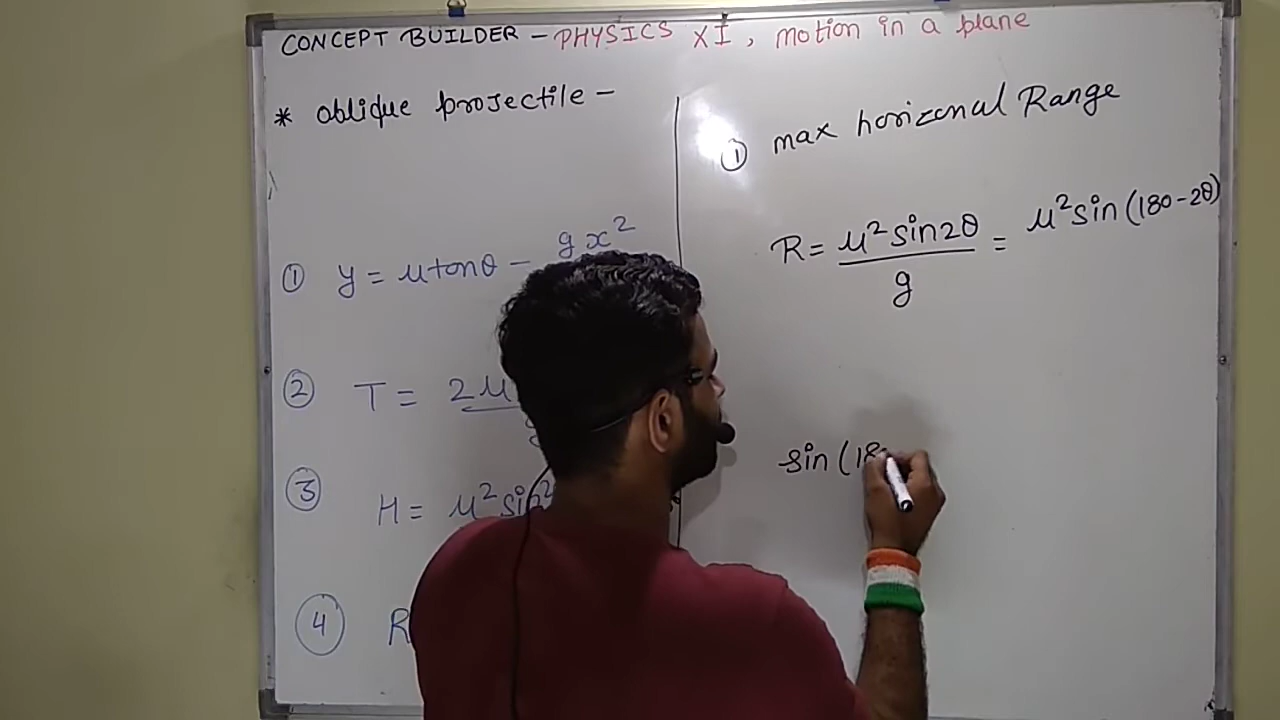 CONCEPT BUILDER - PHYSICS XI, motion in a plane
* oblique projectile -
① y = u tanθ - gx²
② T = 2u
③ H = u² sin²
④ R
① max horizonal Range
R = u² sin2θ / g = u² sin (180-2θ)
sin (18